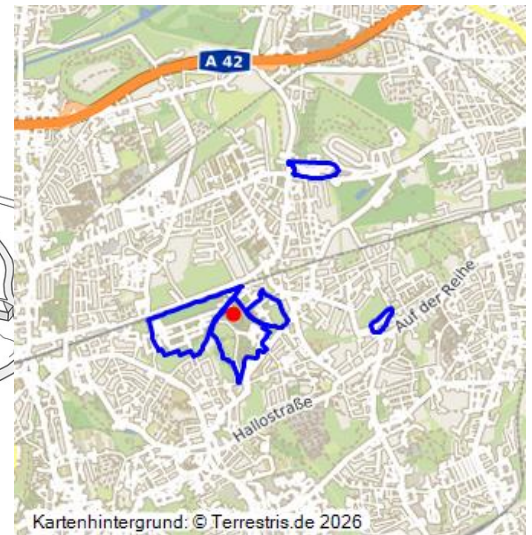 A 42
Auf der Reihe
Hallostraße
Kartenhintergrund: © Terrestris.de 2026